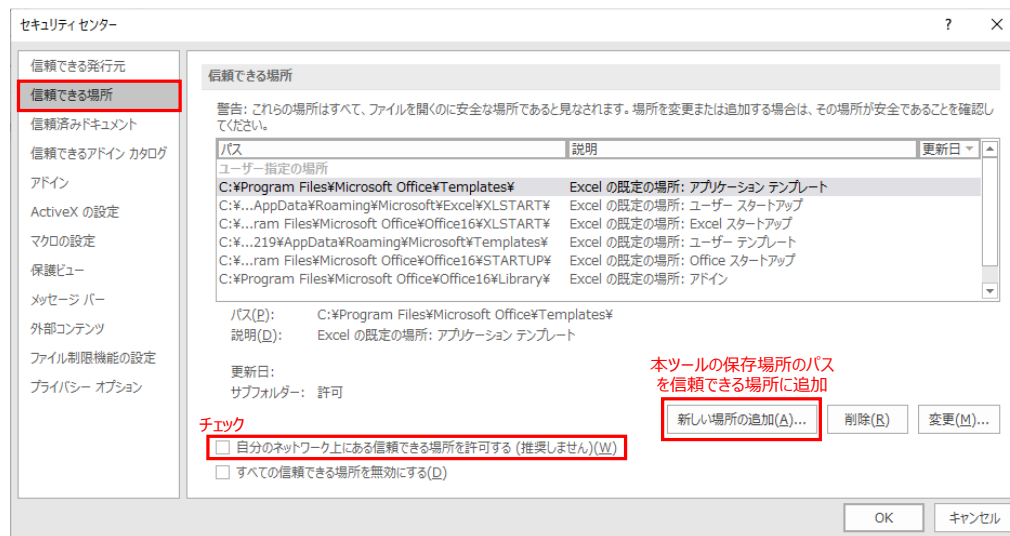 セキュリティ センター
?
×
信頼できる発行元
信頼できる場所
信頼済みドキュメント
信頼できるアドイン カタログ
アドイン
ActiveX の設定
マクロの設定
保護ビュー
メッセージ バー
外部コンテンツ
ファイル制限機能の設定
プライバシー オプション
信頼できる場所
警告: これらの場所はすべて、ファイルを開くのに安全な場所であると見なされます。場所を変更または追加する場合は、その場所が安全であることを確認し
てください。
パス 説明 更新日
ユーザー指定の場所
C:¥Program Files¥Microsoft Office¥Templates¥ Excel の既定の場所: アプリケーション テンプレート
C:¥...AppData¥Roaming¥Microsoft¥Excel¥XLSTART¥ Excel の既定の場所: ユーザー スタートアップ
C:¥...ram Files¥Microsoft Office¥Office16¥XLSTART¥ Excel の既定の場所: Excel スタートアップ
C:¥...219¥AppData¥Roaming¥Microsoft¥Templates¥ Excel の既定の場所: ユーザー テンプレート
C:¥...ram Files¥Microsoft Office¥Office16¥STARTUP¥ Excel の既定の場所: Office スタートアップ
C:¥Program Files¥Microsoft Office¥Office16¥Library¥ Excel の既定の場所: アドイン
パス(P): C:¥Program Files¥Microsoft Office¥Templates¥
説明(D): Excel の既定の場所: アプリケーション テンプレート
更新日:
サブフォルダー: 許可
本ツールの保存場所のパス
を信頼できる場所に追加
新しい場所の追加(A)... 削除(R) 変更(M)...
チェック
自分のネットワーク上にある信頼できる場所を許可する (推奨しません)(W)
すべての信頼できる場所を無効にする(D)
OK キャンセル